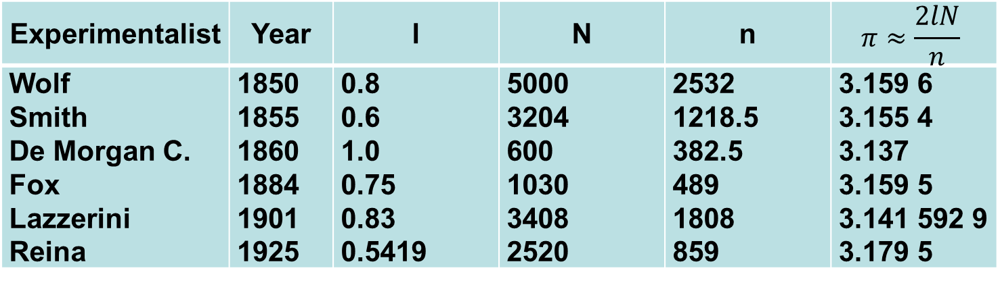 Experimentalist Year l N n π ≈ 2lN/n
Wolf 1850 0.8 5000 2532 3.159 6
Smith 1855 0.6 3204 1218.5 3.155 4
De Morgan C. 1860 1.0 600 382.5 3.137
Fox 1884 0.75 1030 489 3.159 5
Lazzerini 1901 0.83 3408 1808 3.141 592 9
Reina 1925 0.5419 2520 859 3.179 5